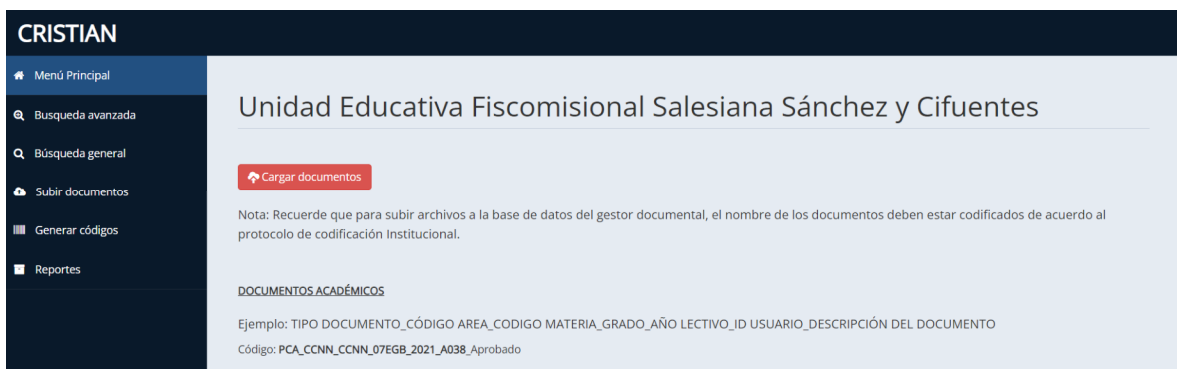 CRISTIAN
Menú Principal
Busqueda avanzada
Búsqueda general
Subir documentos
Generar códigos
Reportes
Unidad Educativa Fiscomisional Salesiana Sánchez y Cifuentes
Cargar documentos
Nota: Recuerde que para subir archivos a la base de datos del gestor documental, el nombre de los documentos deben estar codificados de acuerdo al
protocolo de codificación Institucional.
DOCUMENTOS ACADÉMICOS
Ejemplo: TIPO DOCUMENTO_CÓDIGO AREA_CODIGO MATERIA_GRADO_AÑO LECTIVO_ID USUARIO_DESCRIPCIÓN DEL DOCUMENTO
Código: PCA_CCNN_CCNN_07EGB_2021_A038_Aprobado